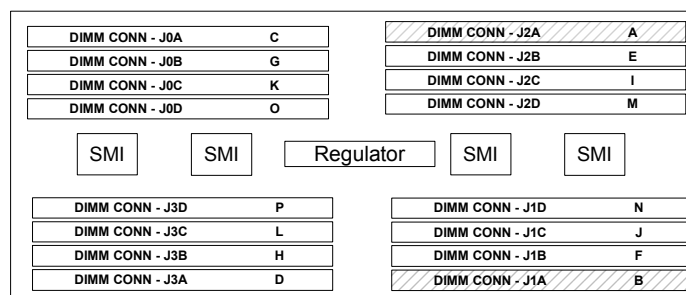 DIMM CONN - J0A C
DIMM CONN - J0B G
DIMM CONN - J0C K
DIMM CONN - J0D O
DIMM CONN - J2A A
DIMM CONN - J2B E
DIMM CONN - J2C I
DIMM CONN - J2D M
SMI SMI Regulator SMI SMI
DIMM CONN - J3D P
DIMM CONN - J3C L
DIMM CONN - J3B H
DIMM CONN - J3A D
DIMM CONN - J1D N
DIMM CONN - J1C J
DIMM CONN - J1B F
DIMM CONN - J1A B